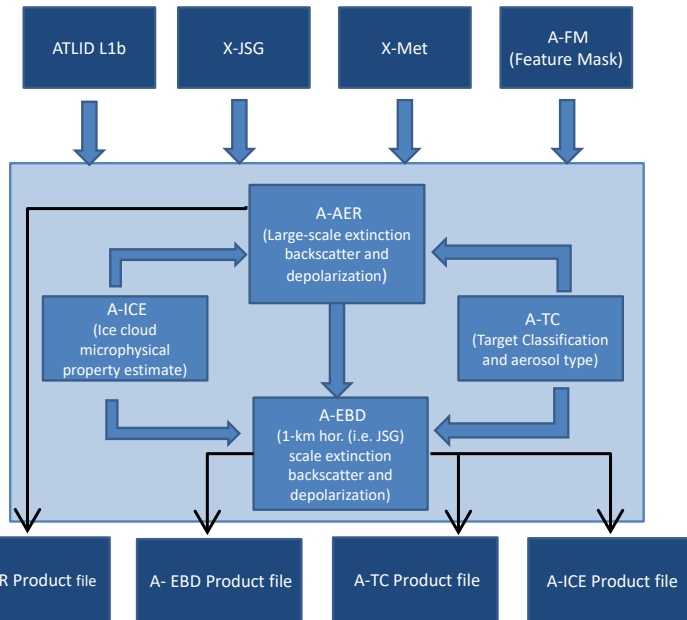 ATLID L1b
X-JSG
X-Met
A-FM
(Feature Mask)
A-AER
(Large-scale extinction
backscatter and
depolarization)
A-ICE
(Ice cloud
microphysical
property estimate)
A-TC
(Target Classification
and aerosol type)
A-EBD
(1-km hor. (i.e. JSG)
scale extinction
backscatter and
depolarization)
R Product file
A- EBD Product file
A-TC Product file
A-ICE Product file